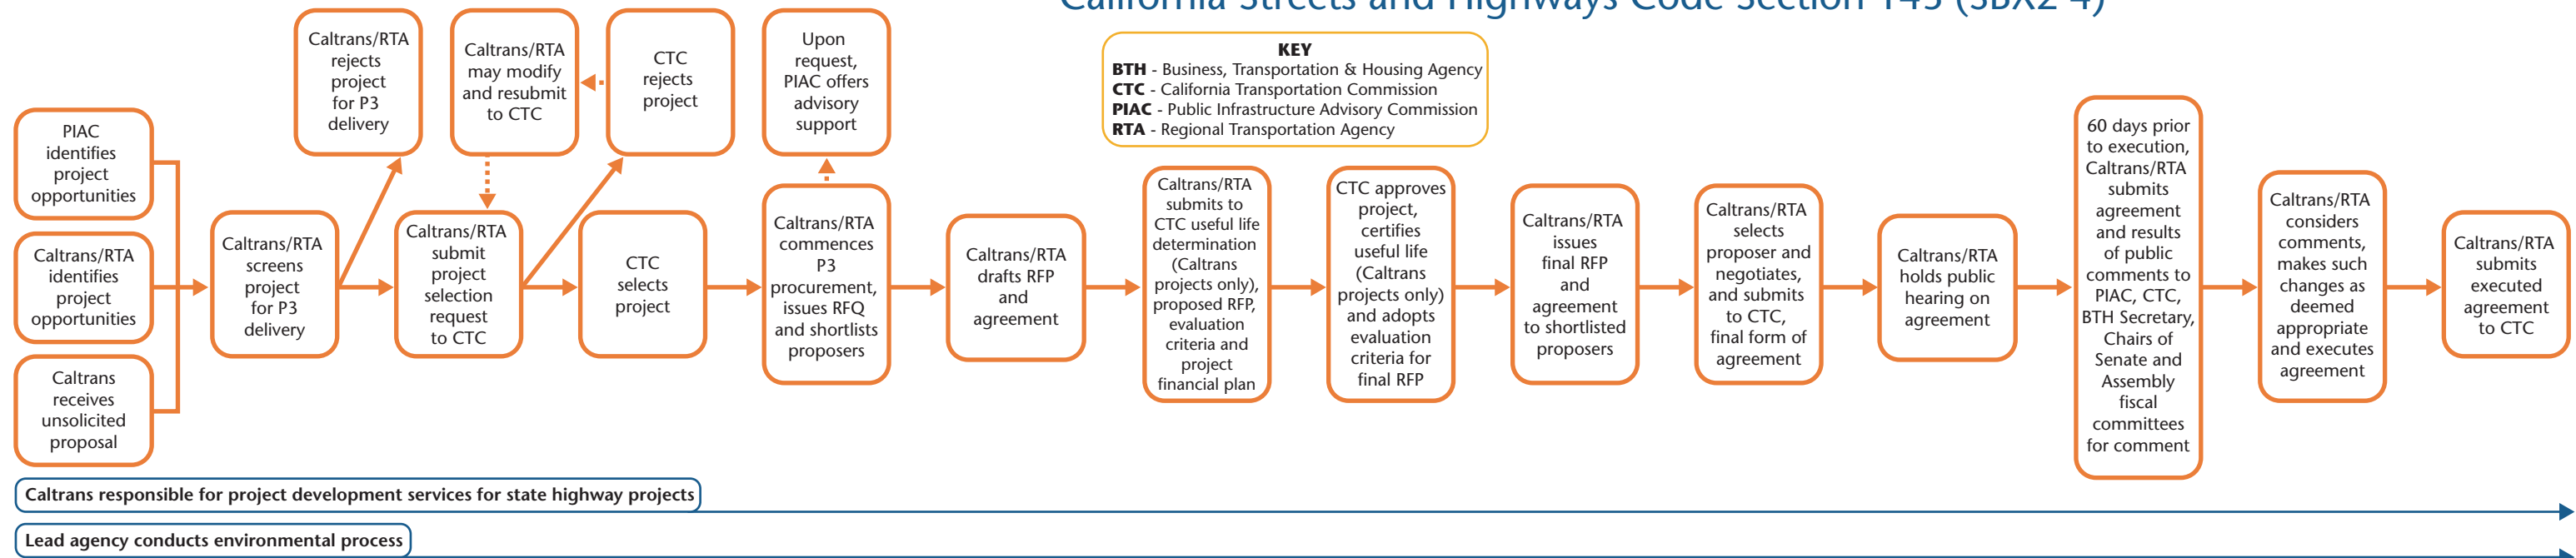 California Streets and Highways Code Section 143 (SBX2 4)
KEY
BTH - Business, Transportation & Housing Agency
CTC - California Transportation Commission
PIAC - Public Infrastructure Advisory Commission
RTA - Regional Transportation Agency
PIAC
identifies
project
opportunities
Caltrans/RTA
identifies
project
opportunities
Caltrans
receives
unsolicited
proposal
Caltrans/RTA
screens
project
for P3
delivery
Caltrans/RTA
rejects
project
for P3
delivery
Caltrans/RTA
submit
project
selection
request
to CTC
Caltrans/RTA
may modify
and resubmit
to CTC
CTC
rejects
project
CTC
selects
project
Upon
request,
PIAC offers
advisory
support
Caltrans/RTA
commences
P3
procurement,
issues RFQ
and shortlists
proposers
Caltrans/RTA
drafts RFP
and
agreement
Caltrans/RTA
submits to
CTC useful life
determination
(Caltrans
projects only),
proposed RFP,
evaluation
criteria and
project
financial plan
CTC approves
project,
certifies
useful life
(Caltrans
projects only)
and adopts
evaluation
criteria for
final RFP
Caltrans/RTA
issues
final RFP
and
agreement
to shortlisted
proposers
Caltrans/RTA
selects
proposer and
negotiates,
and submits
to CTC,
final form of
agreement
Caltrans/RTA
holds public
hearing on
agreement
60 days prior
to execution,
Caltrans/RTA
submits
agreement
and results
of public
comments to
PIAC, CTC,
BTH Secretary,
Chairs of
Senate and
Assembly
fiscal
committees
for comment
Caltrans/RTA
considers
comments,
makes such
changes as
deemed
appropriate
and executes
agreement
Caltrans/RTA
submits
executed
agreement
to CTC
Caltrans responsible for project development services for state highway projects
Lead agency conducts environmental process